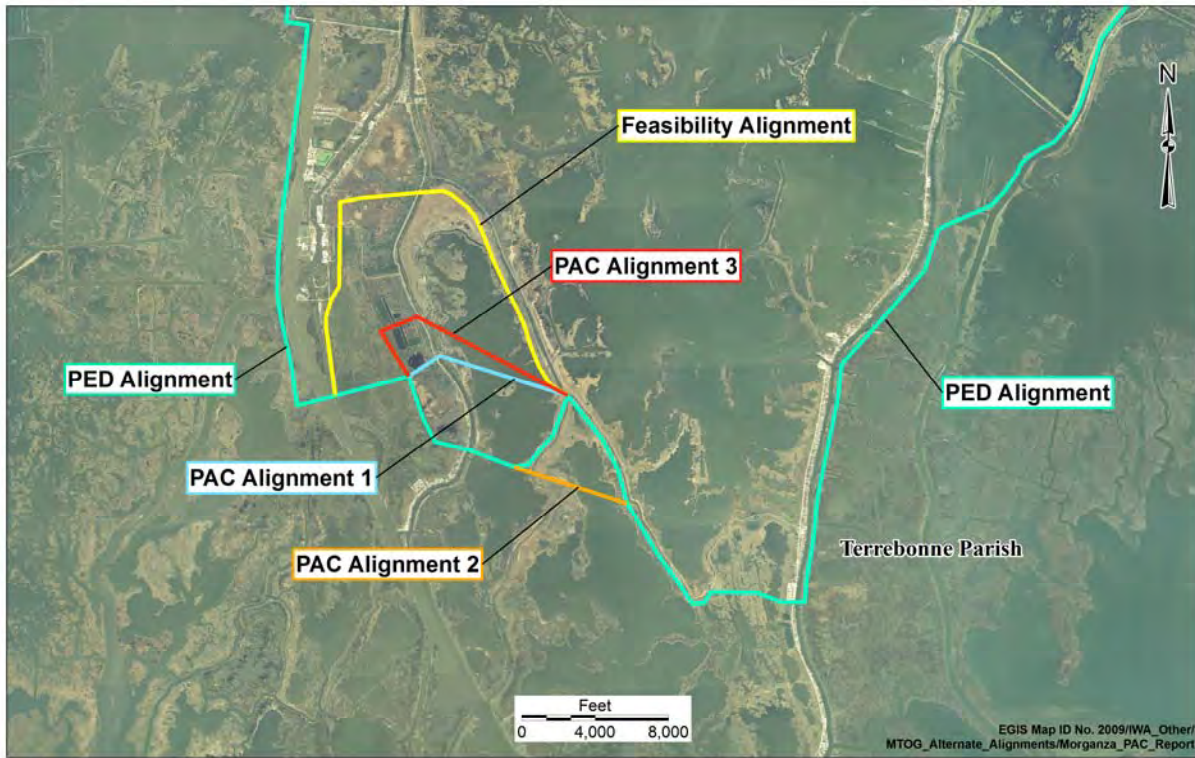 N
Feasibility Alignment
PAC Alignment 3
PED Alignment
PED Alignment
PAC Alignment 1
PAC Alignment 2
Terrebonne Parish
Feet
0 4,000 8,000
EGIS Map ID No. 2009/IWA_Other/
MTOG_Alternate_Alignments/Morganza_PAC_Report